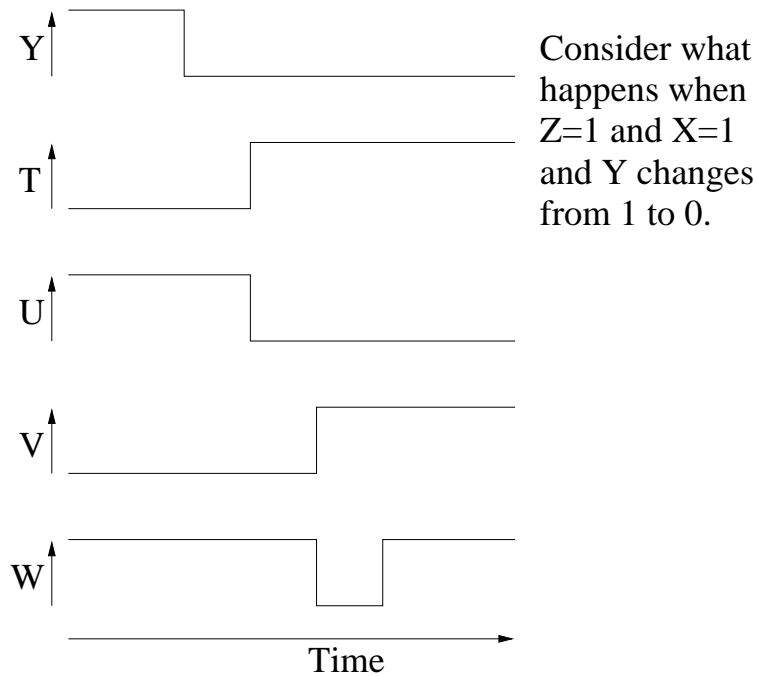 Y
Consider what
happens when
Z=1 and X=1
and Y changes
from 1 to 0.
T
U
V
W
Time